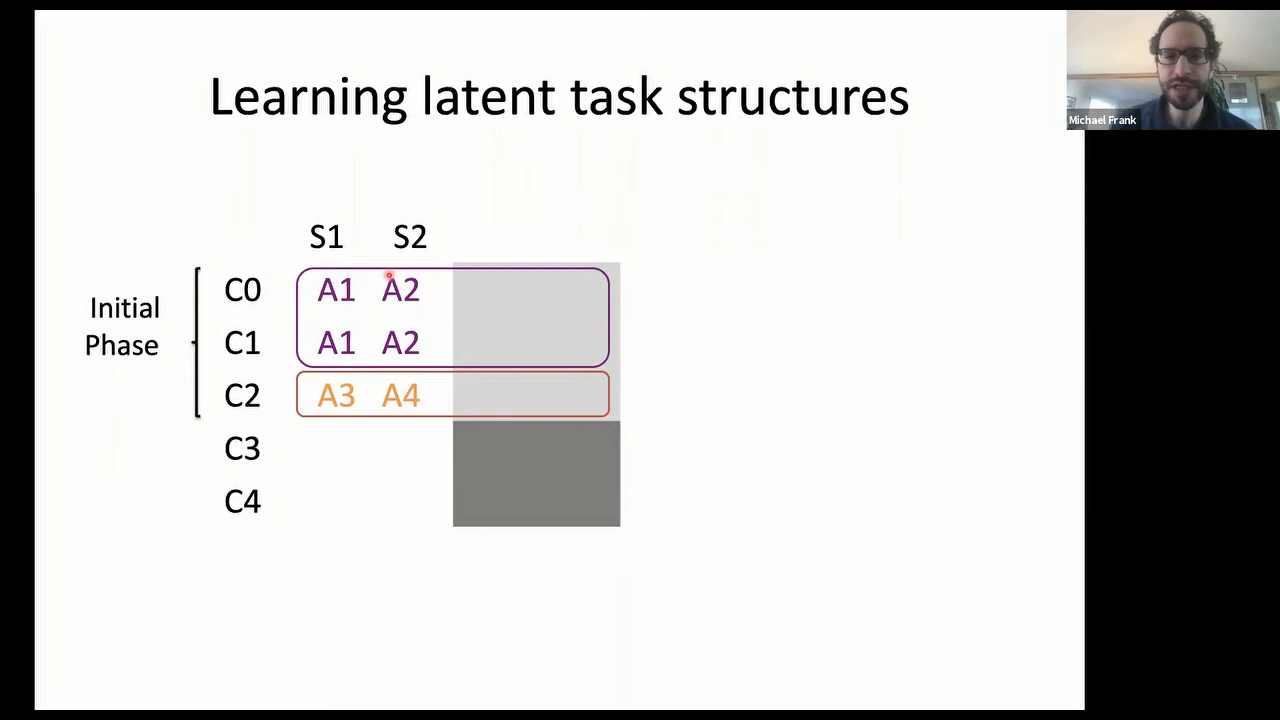 Learning latent task structures
Michael Frank
S1 S2
Initial
Phase
C0 A1 A2
C1 A1 A2
C2 A3 A4
C3
C4